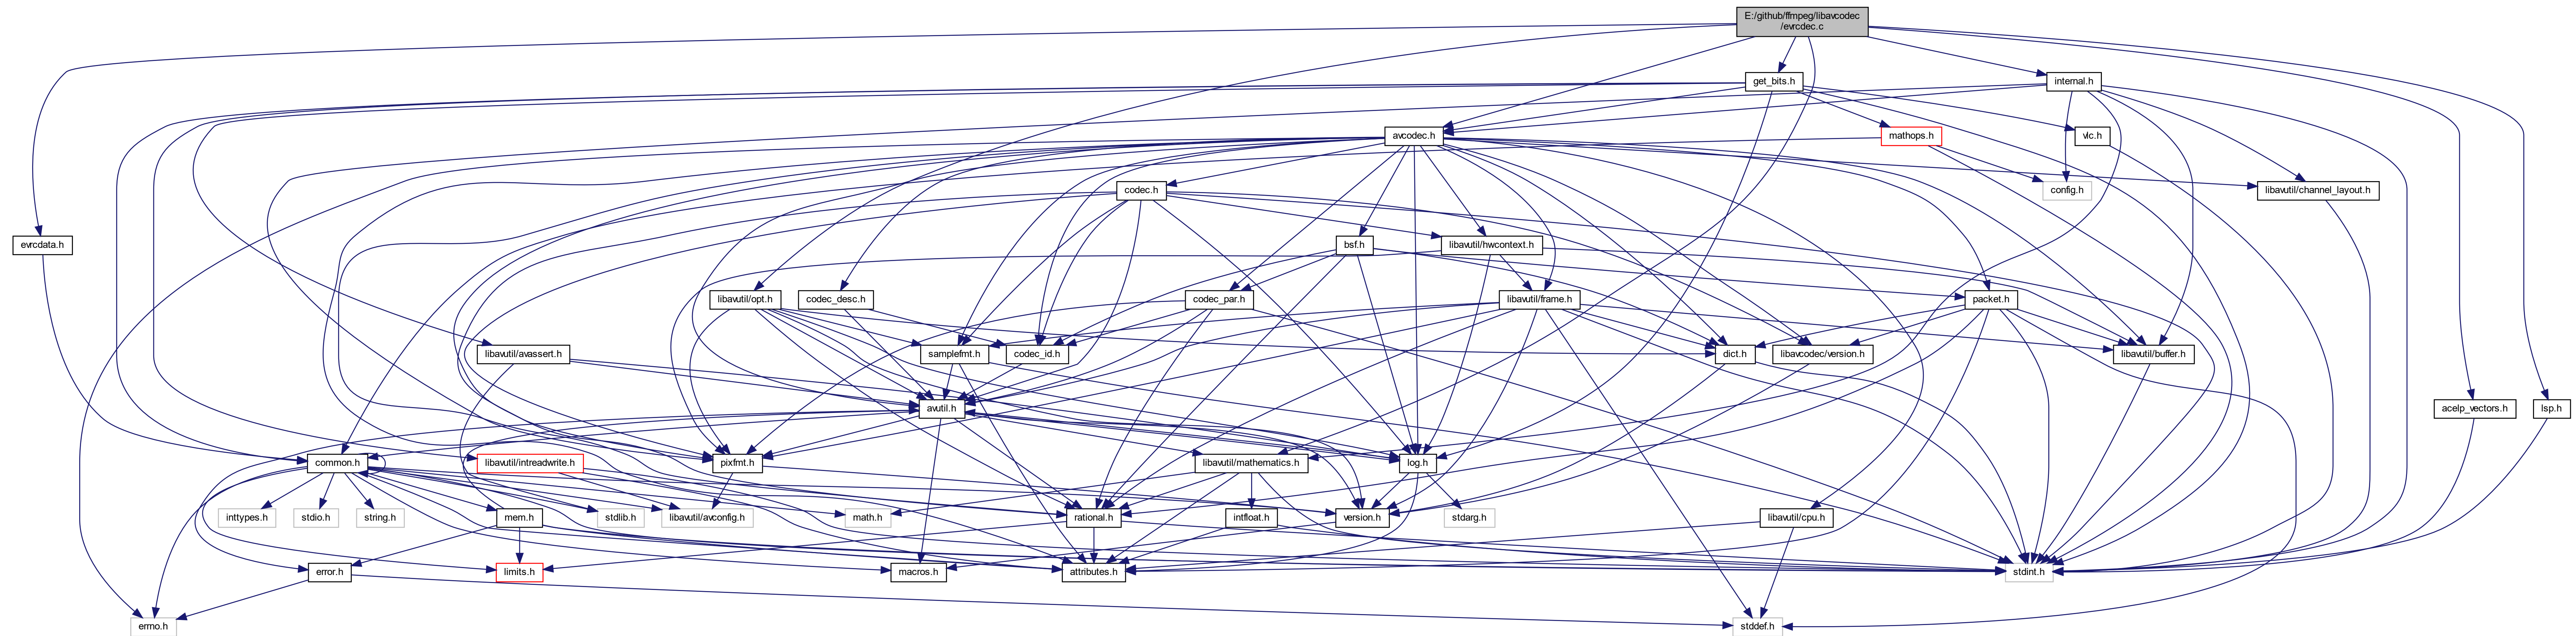 E:/github/ffmpeg/libavcodec
/evrcdec.c
get_bits.h
internal.h
avcodec.h
mathops.h
vlc.h
codec.h
config.h
libavutil/channel_layout.h
evrcdata.h
bsf.h
libavutil/hwcontext.h
libavutil/opt.h
codec_desc.h
codec_par.h
libavutil/frame.h
packet.h
libavutil/avassert.h
samplefmt.h
codec_id.h
dict.h
libavcodec/version.h
libavutil/buffer.h
avutil.h
acelp_vectors.h
lsp.h
common.h
libavutil/intreadwrite.h
pixfmt.h
libavutil/mathematics.h
log.h
inttypes.h
stdio.h
string.h
mem.h
stdlib.h
libavutil/avconfig.h
math.h
rational.h
intfloat.h
version.h
stdarg.h
libavutil/cpu.h
error.h
limits.h
macros.h
attributes.h
stdint.h
errno.h
stddef.h